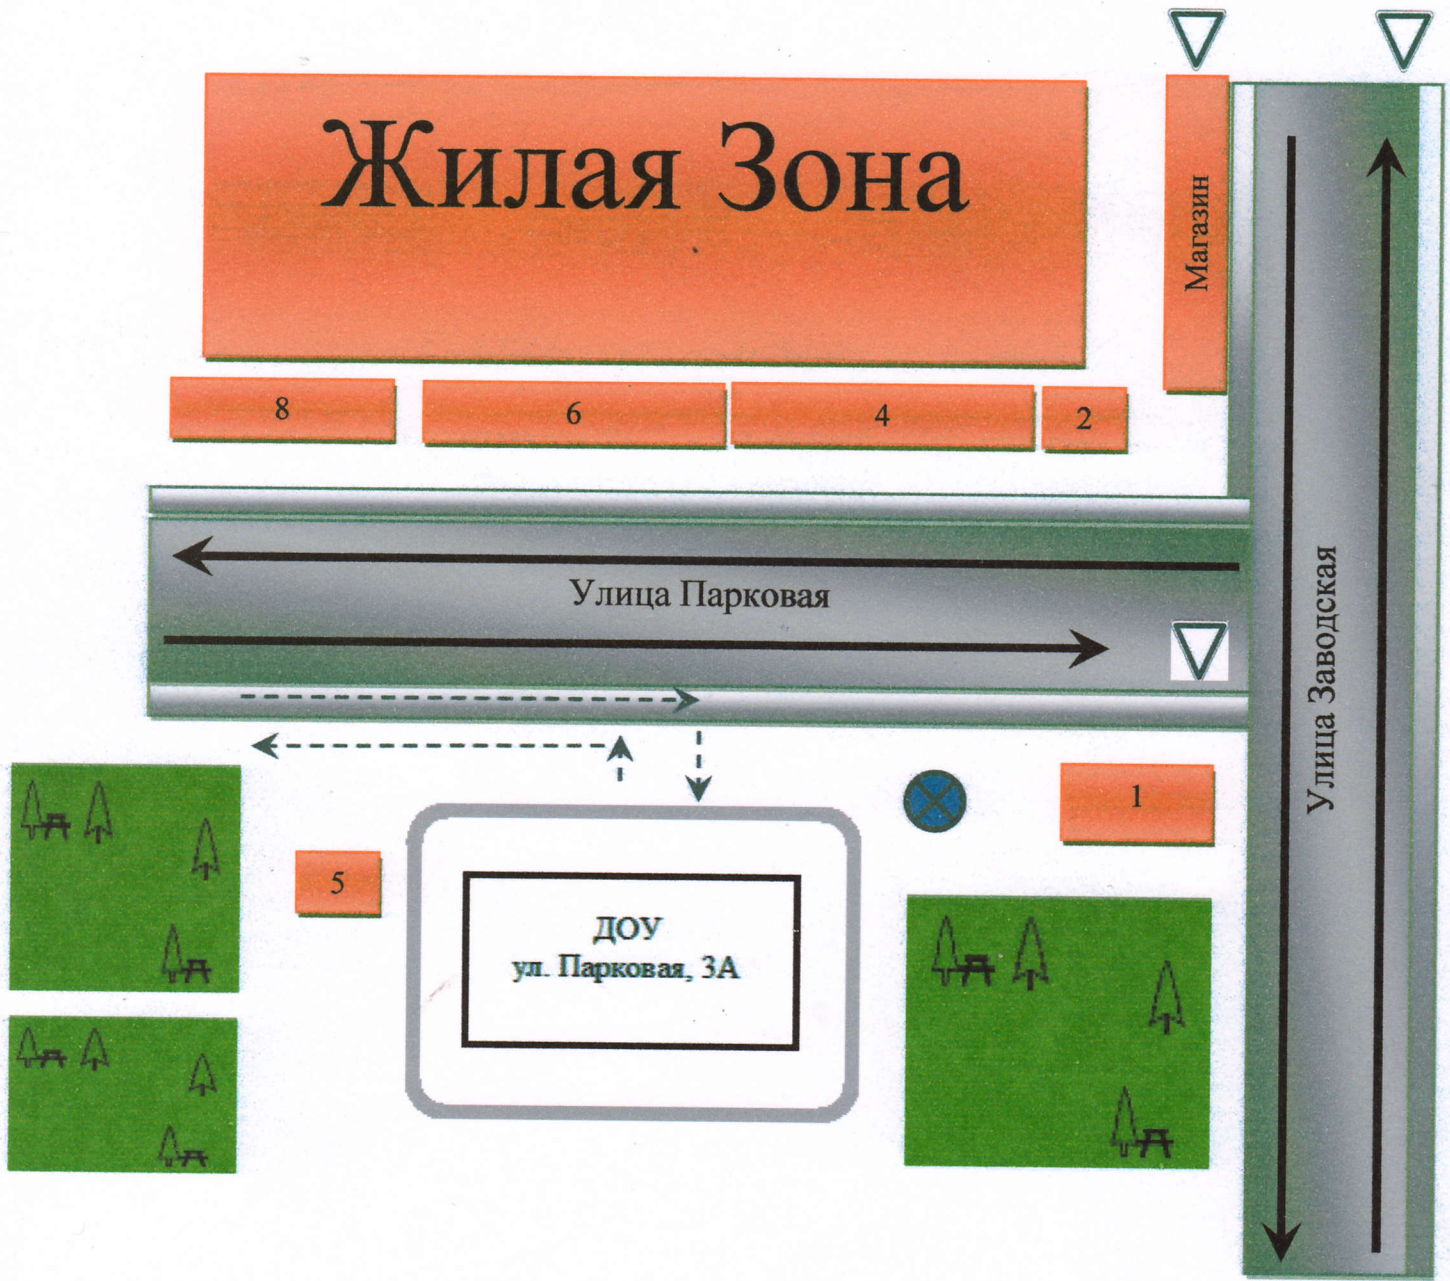 Жилая Зона
Магазин
8
6
4
2
Улица Парковая
Улица Заводская
1
5
ДОУ
ул. Парковая, 3А